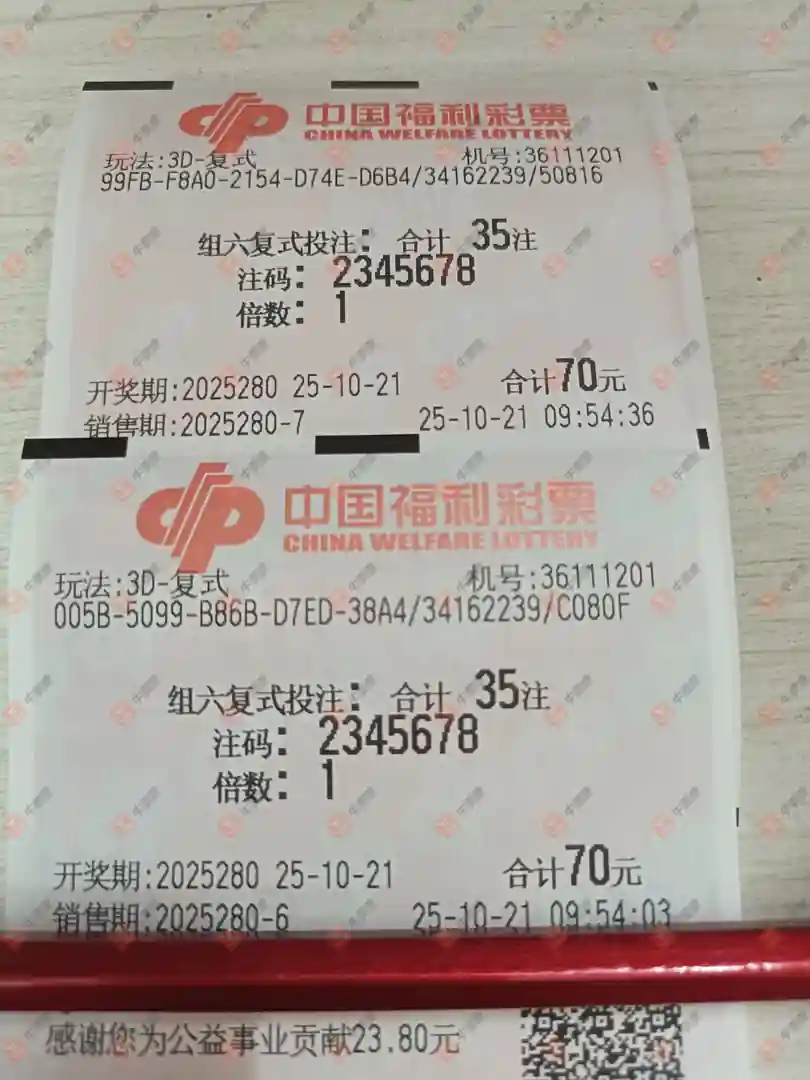 中国福利彩票
CHINA WELFARE LOTTERY
玩法:3D-复式 机号:36111201
99FB-F8A0-2154-D74E-D6B4/34162239/50816
组六复式投注: 合计 35注
注码: 2345678
倍数: 1
开奖期:2025280 25-10-21 合计70元
销售期:2025280-7 25-10-21 09:54:36
中国福利彩票
CHINA WELFARE LOTTERY
玩法:3D-复式 机号:36111201
005B-5099-B86B-D7ED-38A4/34162239/C080F
组六复式投注: 合计 35注
注码: 2345678
倍数: 1
开奖期:2025280 25-10-21 合计70元
销售期:2025280-6 25-10-21 09:54:03
感谢您为公益事业贡献23.80元